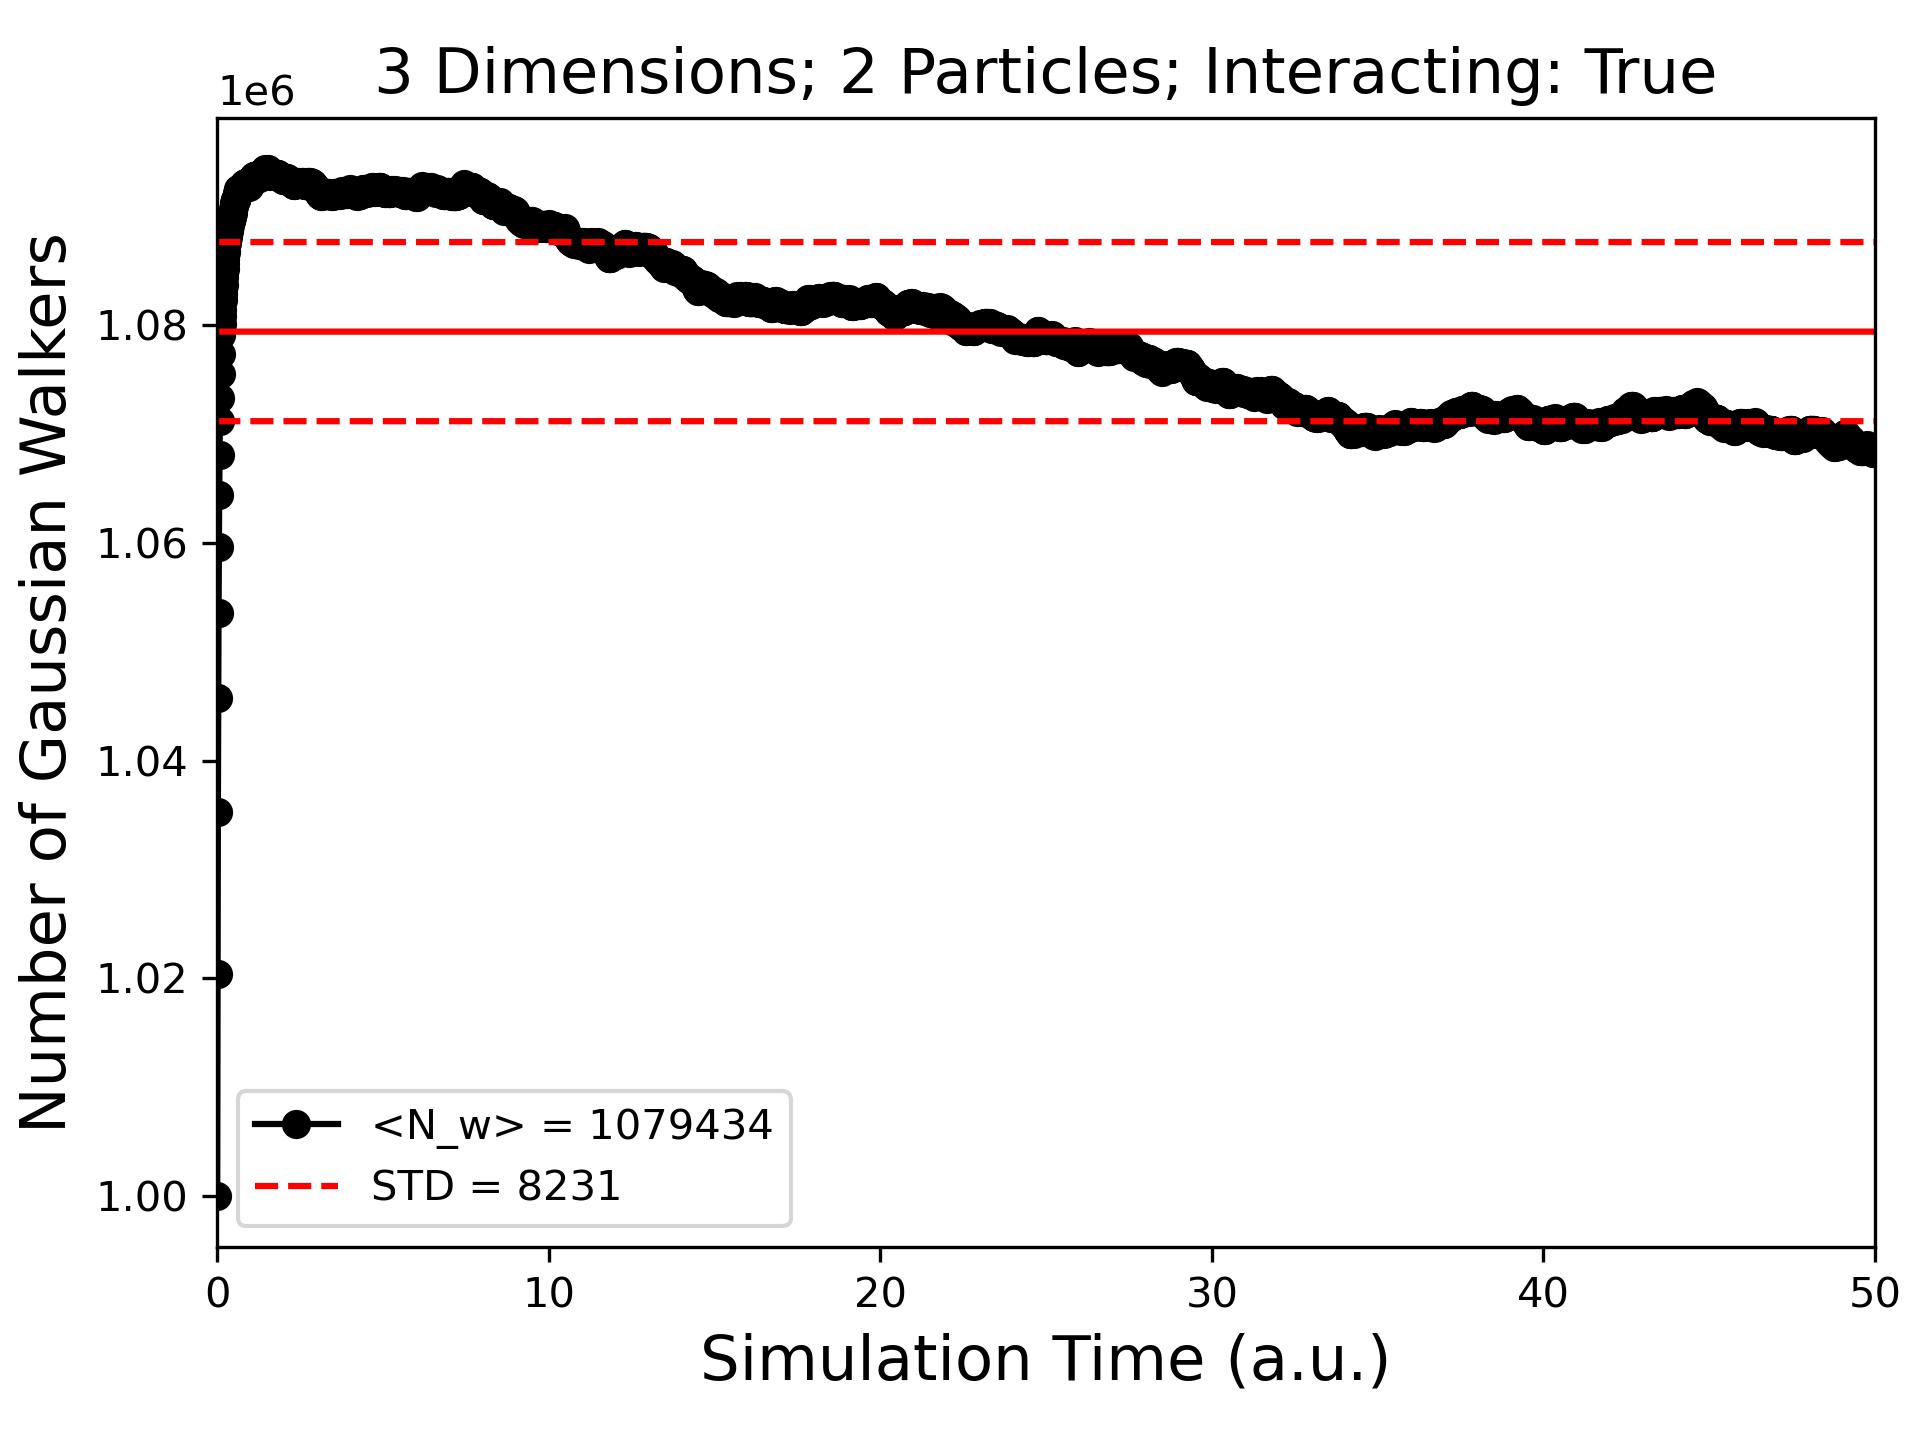 3 Dimensions; 2 Particles; Interacting: True
1e6
Number of Gaussian Walkers
1.08
1.06
1.04
1.02
1.00
<N_w> = 1079434
STD = 8231
0 10 20 30 40 50
Simulation Time (a.u.)